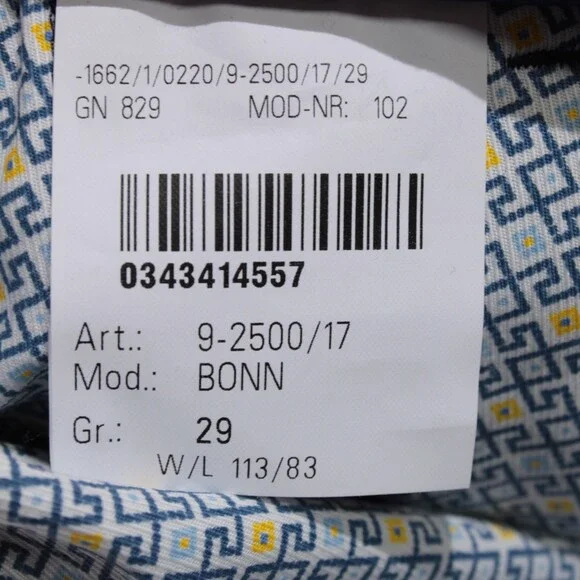 -1662/1/0220/9-2500/17/29
GN 829 MOD-NR: 102
0343414557
Art.: 9-2500/17
Mod.: BONN
Gr.: 29
W/L 113/83